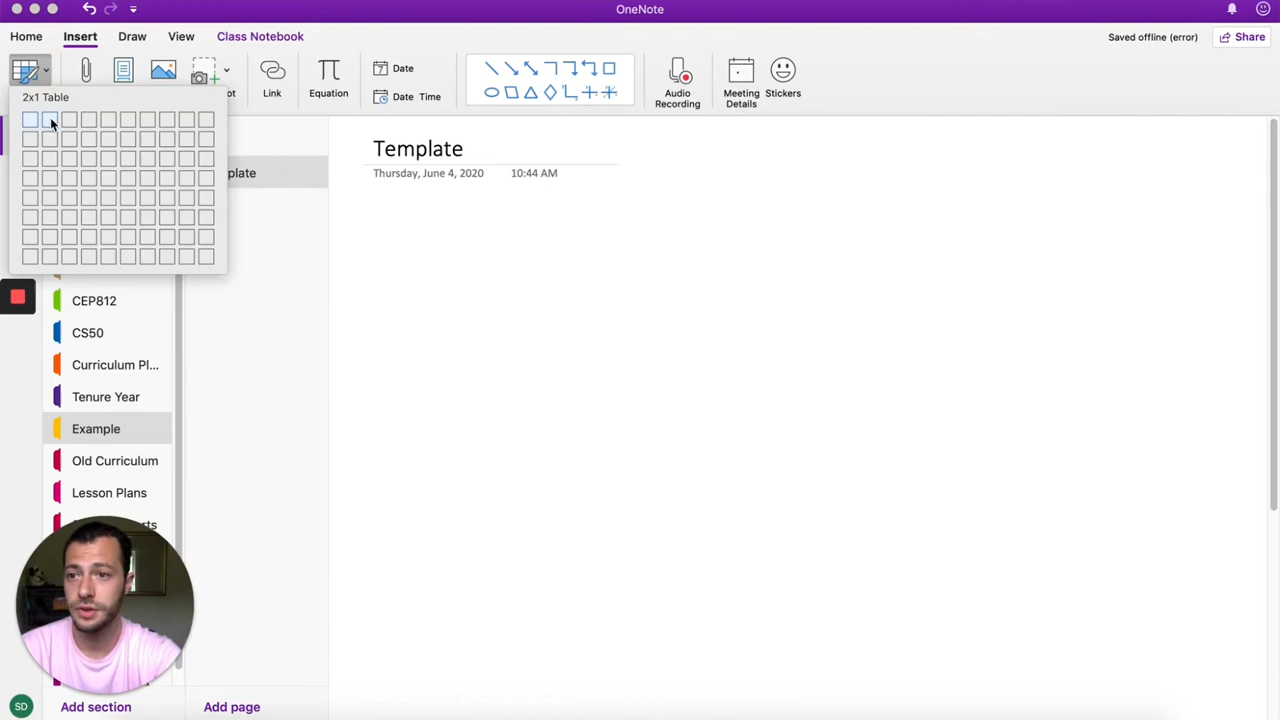 OneNote
Home Insert Draw View Class Notebook
Saved offline (error) Share
Link
Equation
Date
Date Time
Audio Recording
Meeting Details
Stickers
2x1 Table
Template
Thursday, June 4, 2020 10:44 AM
plate
CEP812
CS50
Curriculum Pl...
Tenure Year
Example
Old Curriculum
Lesson Plans
SD
Add section
Add page